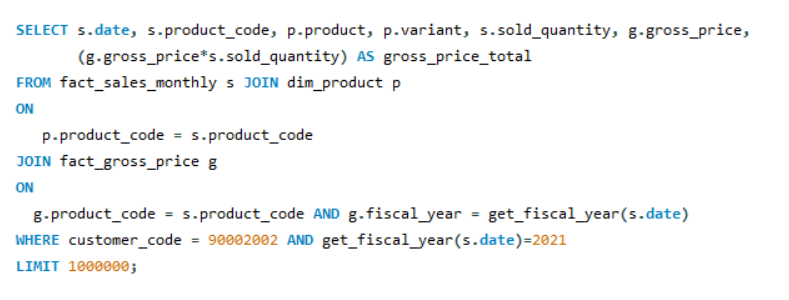 SELECT s.date, s.product_code, p.product, p.variant, s.sold_quantity, g.gross_price,
(g.gross_price*s.sold_quantity) AS gross_price_total
FROM fact_sales_monthly s JOIN dim_product p
ON
p.product_code = s.product_code
JOIN fact_gross_price g
ON
g.product_code = s.product_code AND g.fiscal_year = get_fiscal_year(s.date)
WHERE customer_code = 90002002 AND get_fiscal_year(s.date)=2021
LIMIT 1000000;